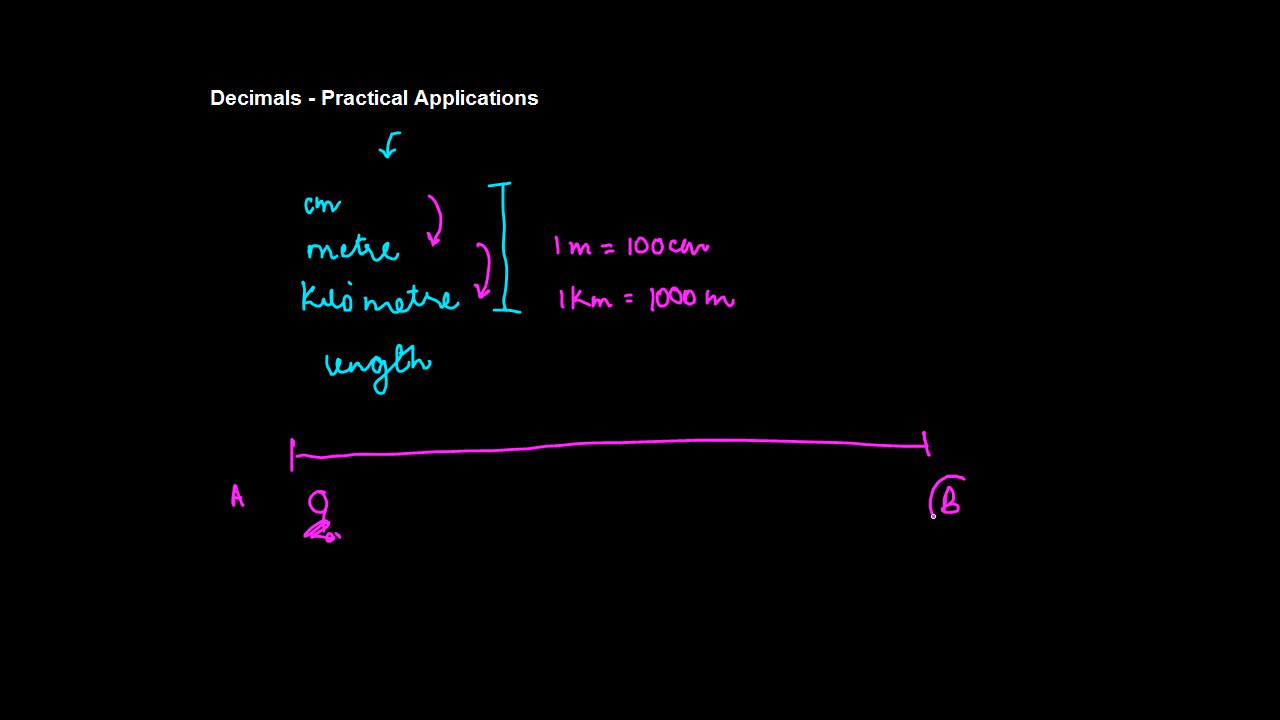 Decimals - Practical Applications
cm
metre
Kilometre
1 m = 100 cm
1 Km = 1000 m
length
A
B